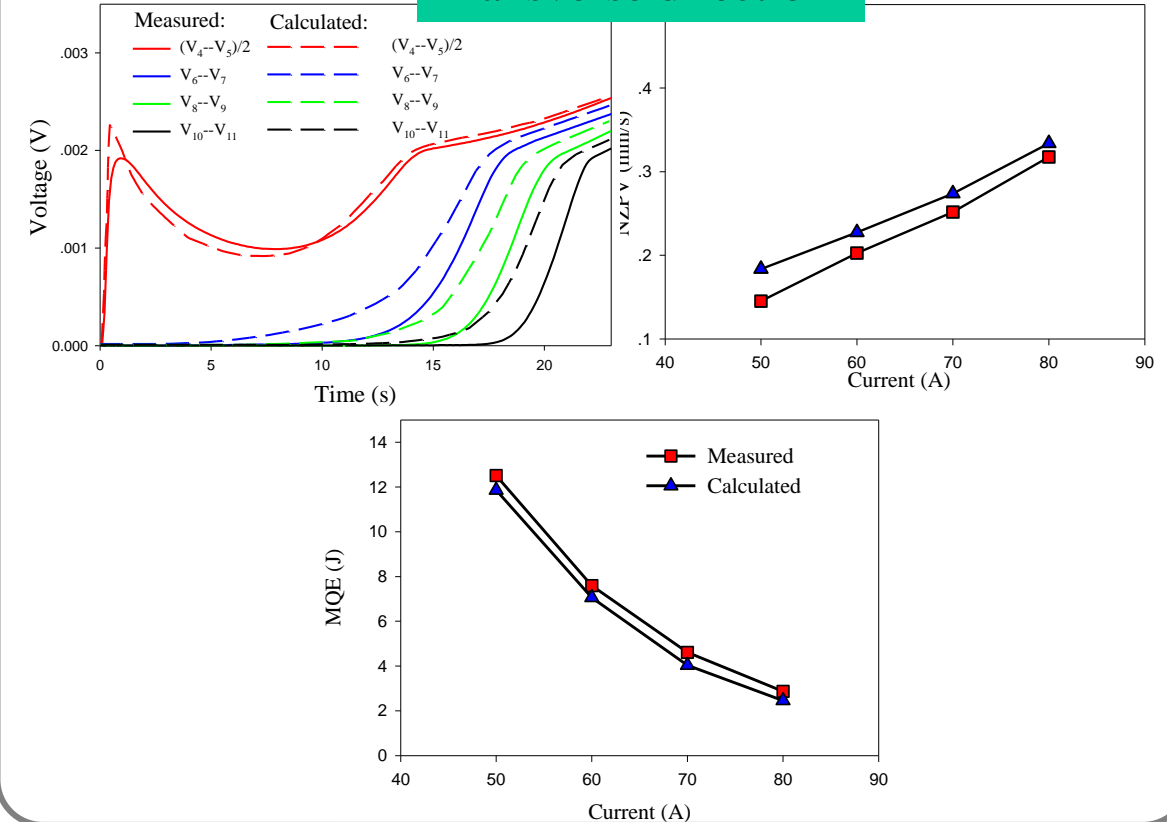 Measured: Calculated:
(V4--V5)/2 (V4--V5)/2
V6--V7 V6--V7
V8--V9 V8--V9
V10--V11 V10--V11
.003
.002
.001
0.000
Voltage (V)
0 5 10 15 20
Time (s)
.4
.3
.2
.1
NZPV (mm/s)
40 50 60 70 80 90
Current (A)
14
12
10
8
6
4
2
0
MQE (J)
Measured
Calculated
40 50 60 70 80 90
Current (A)